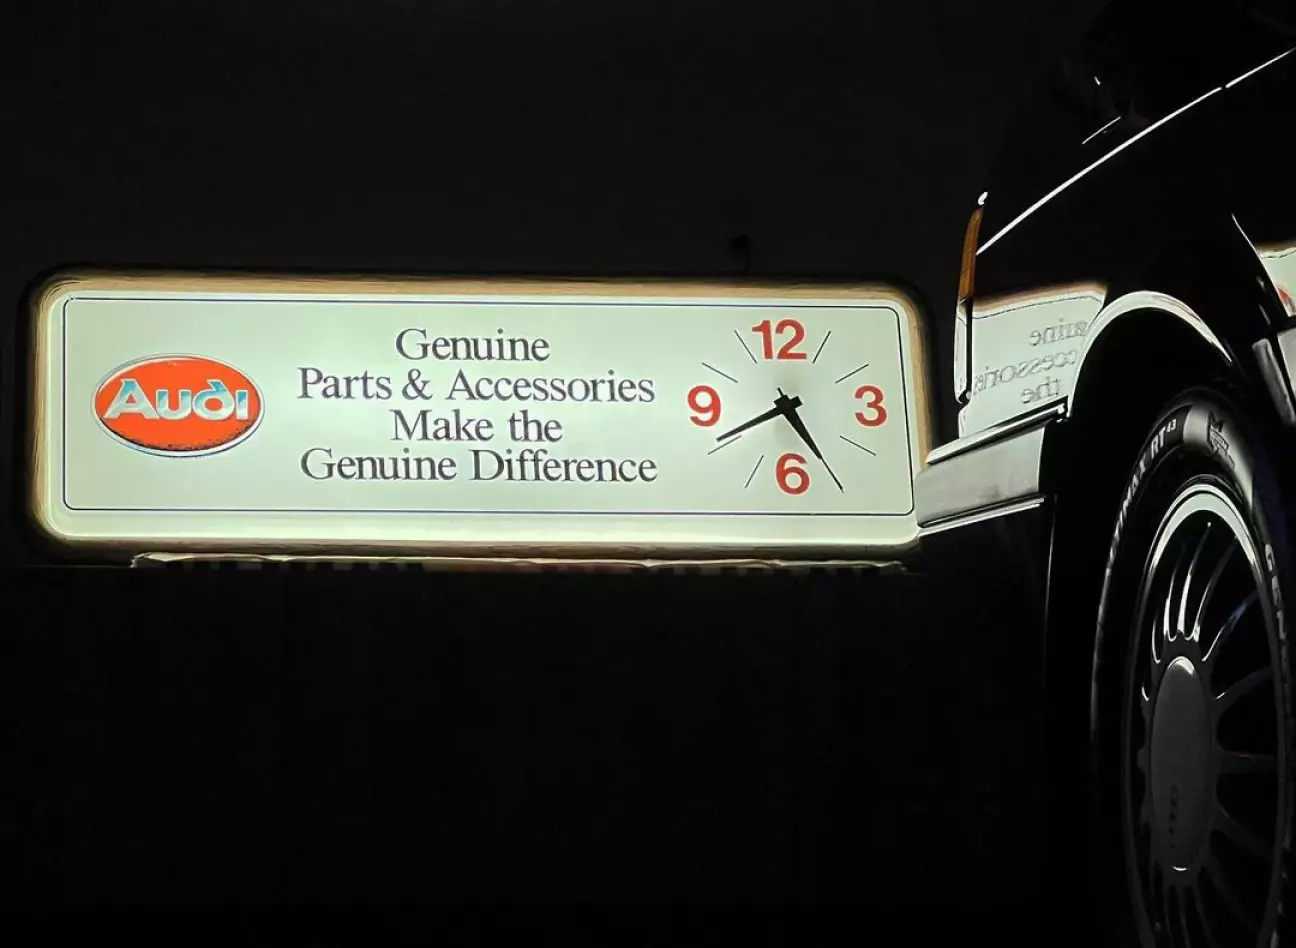 Audi
Genuine
Parts & Accessories
Make the
Genuine Difference
12
9
3
6